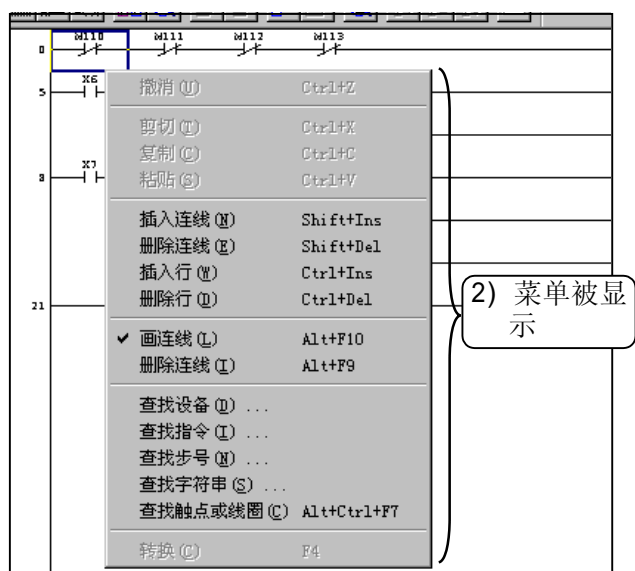 M110 M111 M112 M113
0
5 X6
8 X7
21
撤消(U) Ctrl+Z
剪切(T) Ctrl+X
复制(C) Ctrl+C
粘贴(S) Ctrl+V
插入连线(N) Shift+Ins
删除连线(E) Shift+Del
插入行(W) Ctrl+Ins
删除行(D) Ctrl+Del
✓ 画连线(L) Alt+F10
删除连线(I) Alt+F9
查找设备(D) ...
查找指令(I) ...
查找步号(N) ...
查找字符串(S) ...
查找触点或线圈(C) Alt+Ctrl+F7
转换(C) F4
2) 菜单被显
示